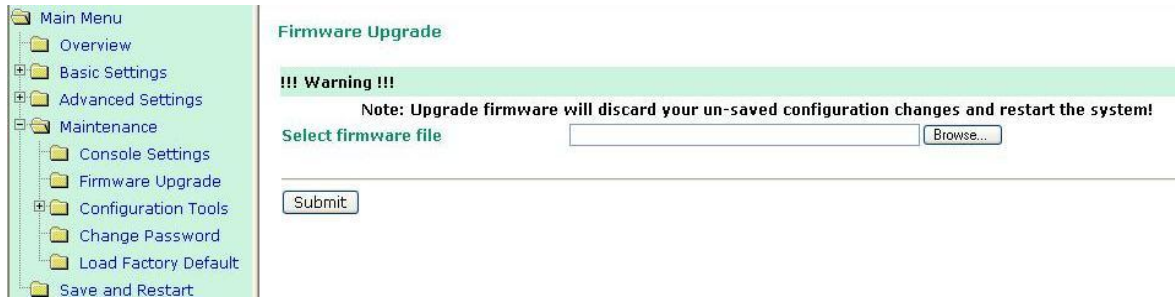 Main Menu
Overview
Basic Settings
Advanced Settings
Maintenance
Console Settings
Firmware Upgrade
Configuration Tools
Change Password
Load Factory Default
Save and Restart
Firmware Upgrade
!!! Warning !!!
Note: Upgrade firmware will discard your un-saved configuration changes and restart the system!
Select firmware file
Browse...
Submit